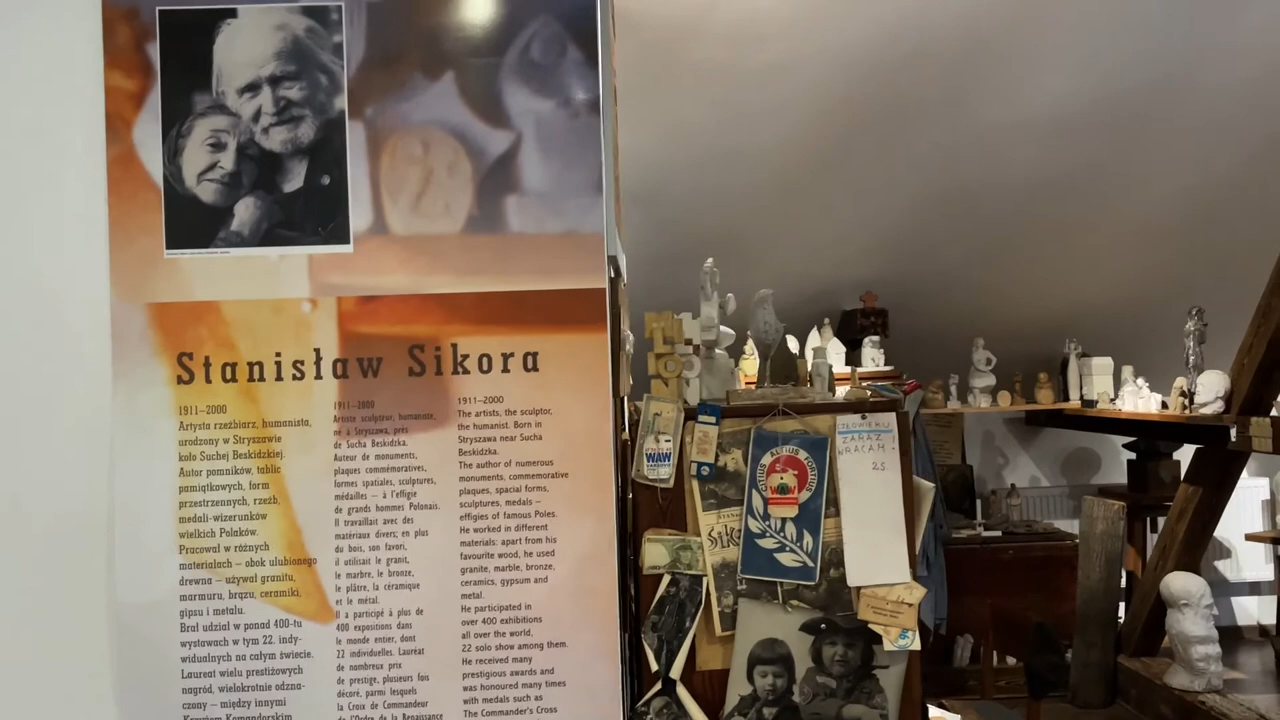 Stanisław Sikora
1911–2000
Artysta rzeźbiarz, humanista,
urodzony w Stryszawie
koło Suchej Beskidzkiej.
Autor pomników, tablic
pamiątkowych, form
przestrzennych, rzeźb,
medali-wizerunków
wielkich Polaków.
Pracował w różnych
materiałach – obok ulubionego
drewna – używał granitu,
marmuru, brązu, ceramiki,
gipsu i metalu.
Brał udział w ponad 400-tu
wystawach w tym 22. indy-
widualnych na całym świecie.
Laureat wielu prestiżowych
nagród, wielokrotnie odzna-
czony – między innymi
Krzyżem Komandorskim
1911–2000
Artiste sculpteur, humaniste,
né à Stryszawa, près
de Sucha Beskidzka.
Auteur de monuments,
plaques commémoratives,
formes spatiales, sculptures,
médailles – à l'effigie
de grands hommes Polonais.
Il travaillait avec des
matériaux divers; en plus
du bois, son favori,
il utilisait le granit,
le marbre, le bronze,
le plâtre, la céramique
et le métal.
Il a participé à plus de
400 expositions dans
le monde entier, dont
22 individuelles. Lauréat
de nombreux prix
de prestige, plusieurs fois
décoré, parmi lesquels
la Croix de Commandeur
de l'Ordre de la Renaissance
1911–2000
The artists, the sculptor,
the humanist. Born in
Stryszawa near Sucha
Beskidzka.
The author of numerous
monuments, commemorative
plaques, spacial forms,
sculptures, medals –
effigies of famous Poles.
He worked in different
materials: apart from his
favourite wood, he used
granite, marble, bronze,
ceramics, gypsum and
metal.
He participated in
over 400 exhibitions
all over the world,
22 solo show among them.
He received many
prestigious awards and
was honoured many times
with medals such as
The Commander's Cross
WAW
CITIUS ALTIUS FORTIUS
WAW
CZŁOWIEKU
ZARAZ
WRACAM !
25